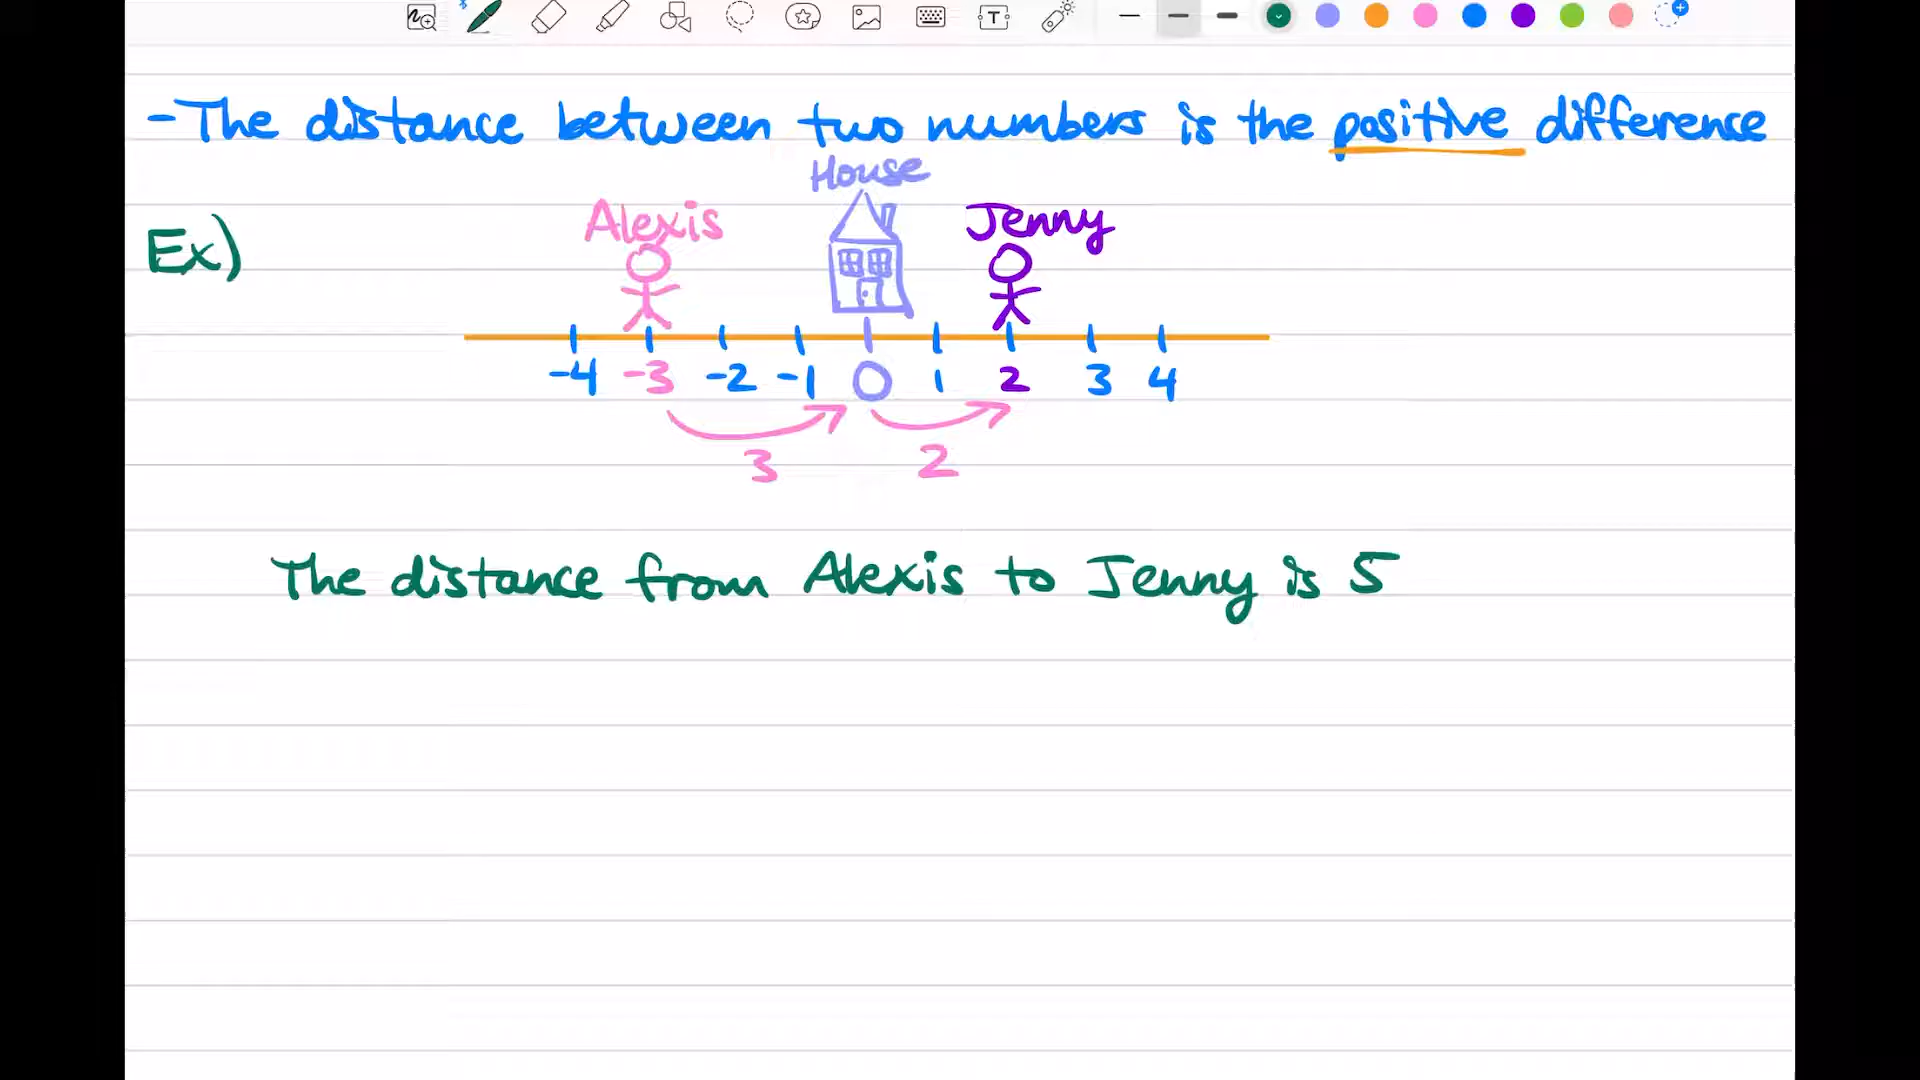 - The distance between two numbers is the positive difference
House
Alexis
Jenny
Ex)
-4 -3 -2 -1 0 1 2 3 4
3 2
The distance from Alexis to Jenny is 5